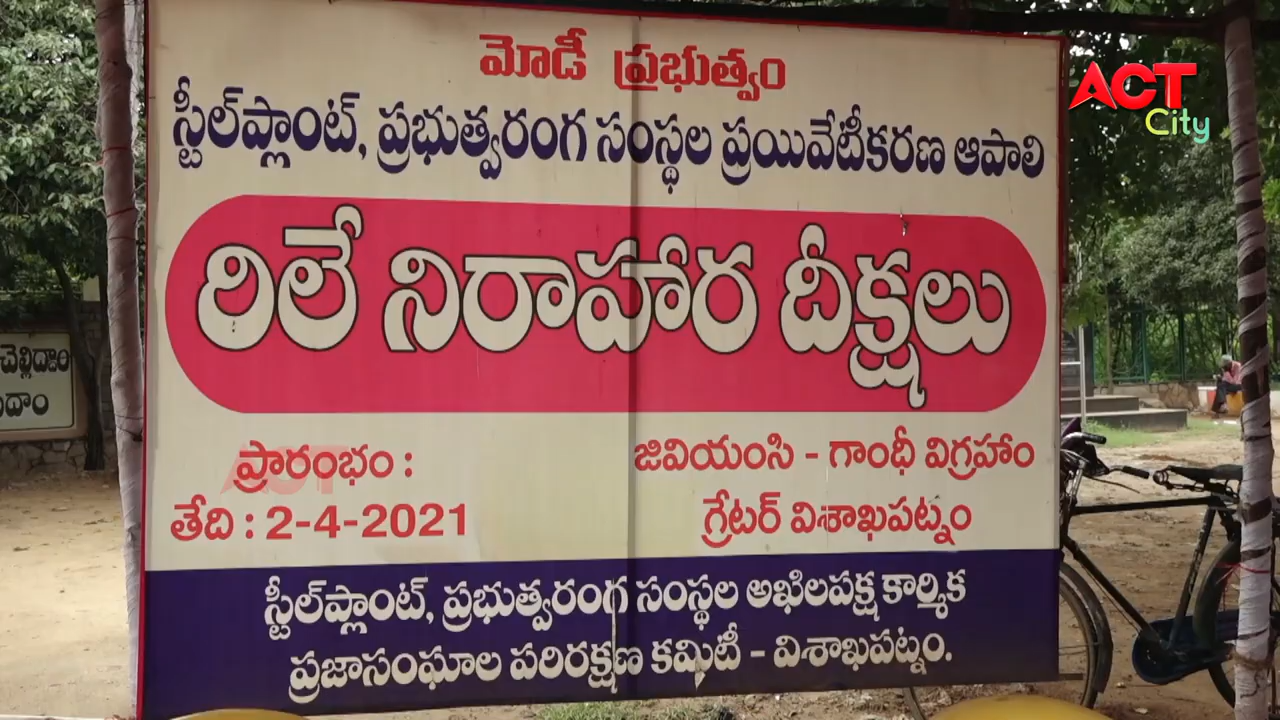 మోడీ ప్రభుత్వం
స్టీల్‌ప్లాంట్, ప్రభుత్వరంగ సంస్థల ప్రయివేటీకరణ ఆపాలి
రిలే నిరాహార దీక్షలు
ప్రారంభం :
తేది : 2-4-2021
జివియంసి - గాంధీ విగ్రహాం
గ్రేటర్ విశాఖపట్నం
స్టీల్‌ప్లాంట్, ప్రభుత్వరంగ సంస్థల అఖిలపక్ష కార్మిక
ప్రజాసంఘాల పరిరక్షణ కమిటీ - విశాఖపట్నం.
ACT
City
చెల్లిద్దాం
ACT